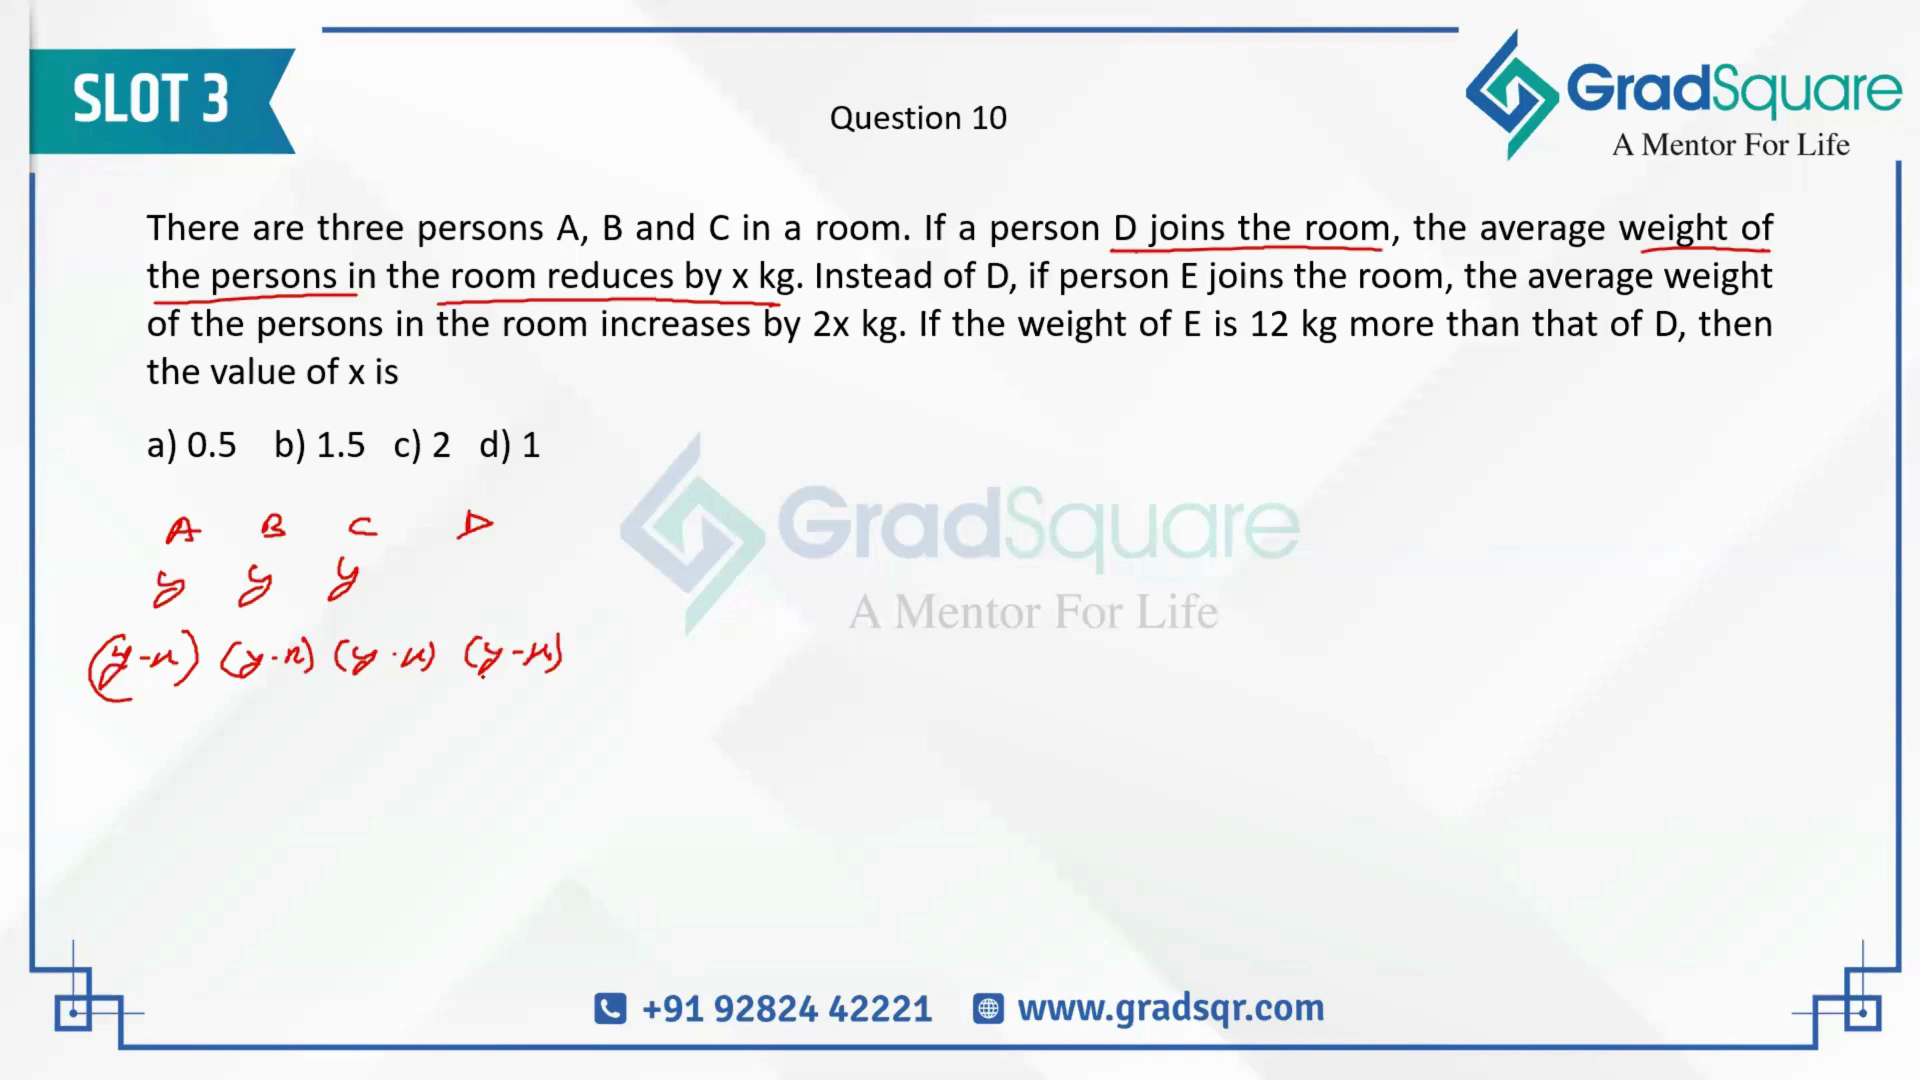 SLOT 3
Question 10
GradSquare
A Mentor For Life
There are three persons A, B and C in a room. If a person D joins the room, the average weight of
the persons in the room reduces by x kg. Instead of D, if person E joins the room, the average weight
of the persons in the room increases by 2x kg. If the weight of E is 12 kg more than that of D, then
the value of x is
a) 0.5 b) 1.5 c) 2 d) 1
GradSquare
A Mentor For Life
A B C D
y y y
(y-x) (y-x) (y-x) (y-x)
+91 92824 42221 www.gradsqr.com